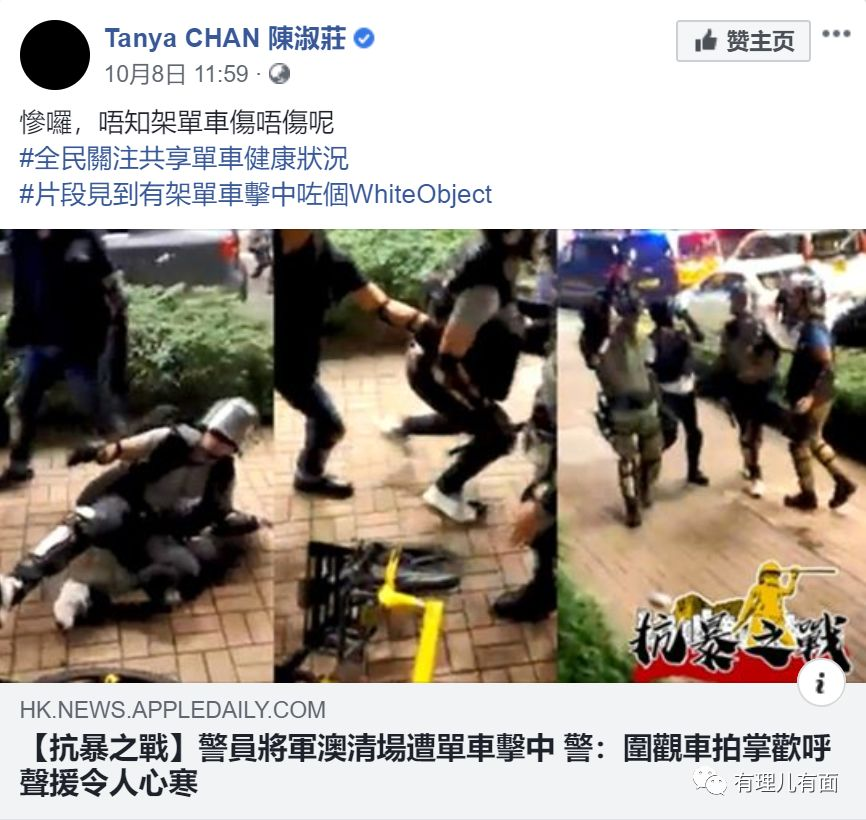 Tanya CHAN 陳淑莊
赞主页
10月8日 11:59
慘囉，唔知架單車傷唔傷呢
#全民關注共享單車健康狀況
#片段見到有架單車擊中咗個WhiteObject
抗暴之戰
HK.NEWS.APPLEDAILY.COM
【抗暴之戰】警員將軍澳清場遭單車擊中 警：圍觀車拍掌歡呼
聲援令人心寒
有理儿有面